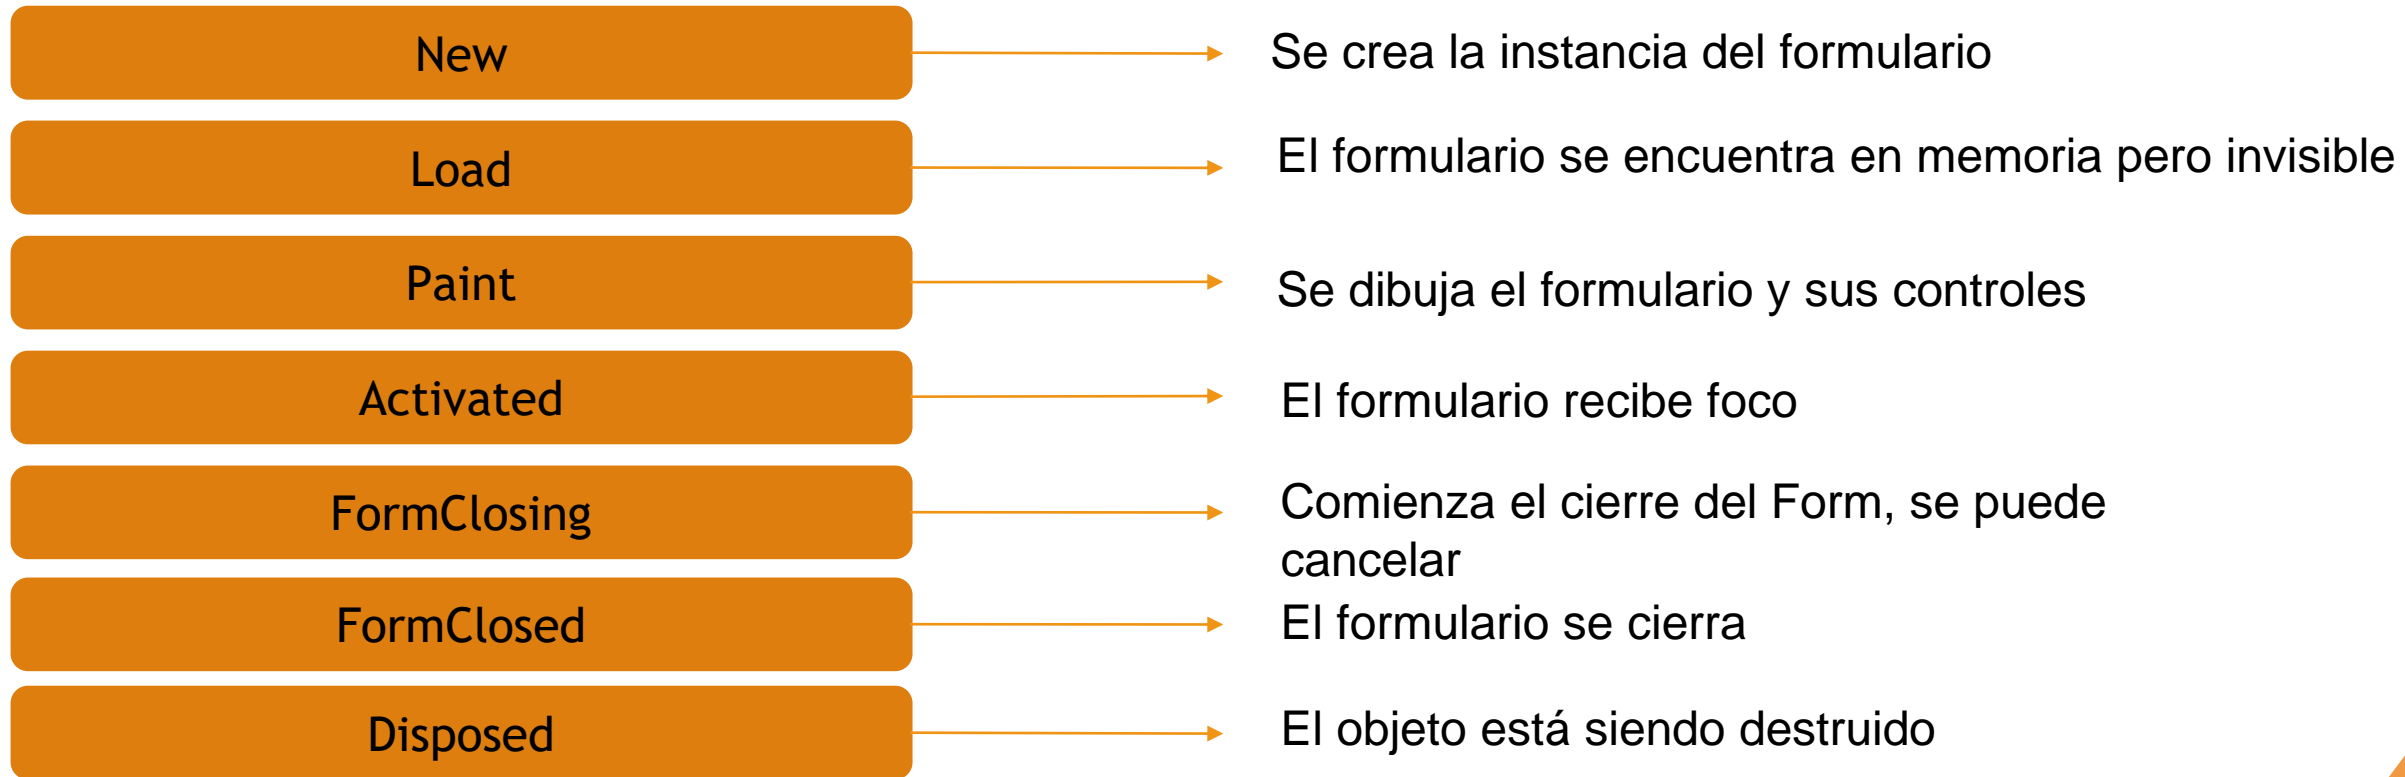 New
Se crea la instancia del formulario
Load
El formulario se encuentra en memoria pero invisible
Paint
Se dibuja el formulario y sus controles
Activated
El formulario recibe foco
FormClosing
Comienza el cierre del Form, se puede
cancelar
FormClosed
El formulario se cierra
Disposed
El objeto está siendo destruido